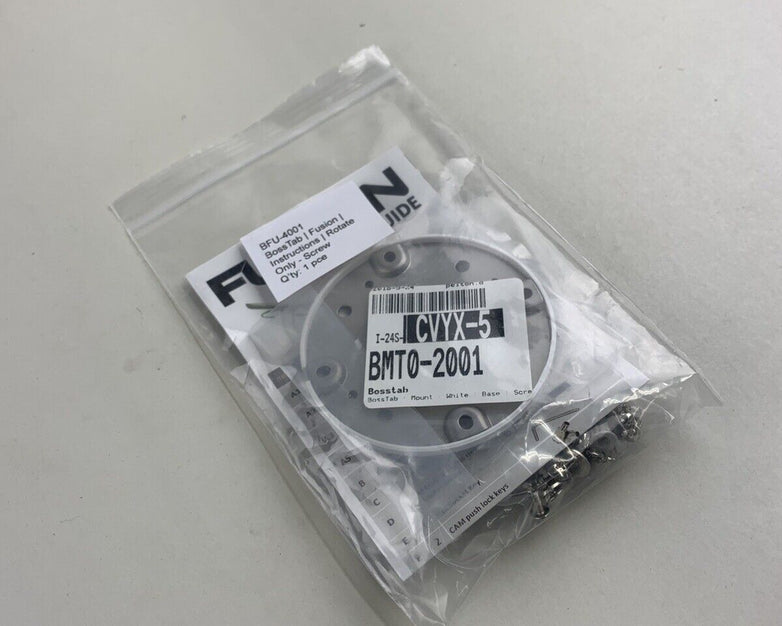 N
UIDE
BFU-4001
BossTab | Fusion |
Instructions | Rotate
Only - Screw
Q'ty: 1 pce
F
pelton.d
I-24S- CVYX-5
BMT0-2001
Bosstab
BossTab Mount White Base Scre
B
C
D
E
2 CAM push lock keys